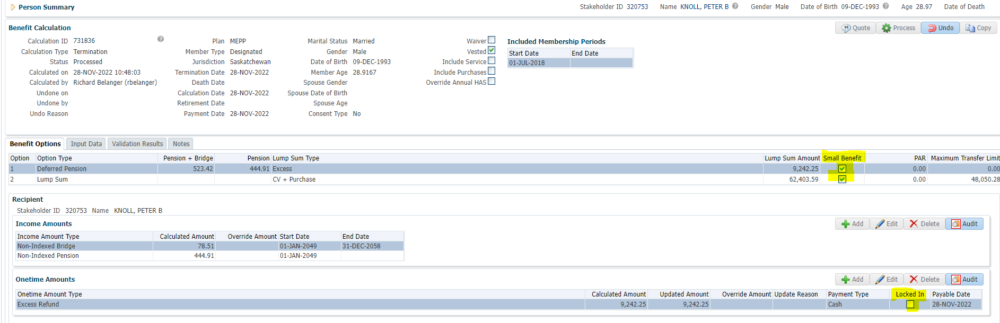 Person Summary Stakeholder ID 320753 Name KNOLL, PETER B Gender Male Date of Birth 09-DEC-1993 Age 28.97 Date of Death
Benefit Calculation Quote Process Undo Copy
Calculation ID 731836 Plan MEPP Marital Status Married Waiver Included Membership Periods
Calculation Type Termination Member Type Designated Gender Male Vested Start Date End Date
Status Processed Jurisdiction Saskatchewan Date of Birth 09-DEC-1993 Include Service 01-JUL-2018
Calculated on 28-NOV-2022 10:48:03 Termination Date 28-NOV-2022 Member Age 28.9167 Include Purchases
Calculated by Richard Belanger (rbelanger) Death Date Spouse Gender Override Annual HAS
Undone on Calculation Date 28-NOV-2022 Spouse Date of Birth
Undone by Retirement Date Spouse Age
Undo Reason Payment Date 28-NOV-2022 Consent Type No
Benefit Options Input Data Validation Results Notes
Option Option Type Pension + Bridge Pension Lump Sum Type Lump Sum Amount Small Benefit PAR Maximum Transfer Limit
1 Deferred Pension 523.42 444.91 Excess 9,242.25 0.00 0.00
2 Lump Sum CV + Purchase 62,403.59 0.00 48,050.28
Recipient
Stakeholder ID 320753 Name KNOLL, PETER B
Income Amounts Add Edit Delete Audit
Income Amount Type Calculated Amount Override Amount Start Date End Date
Non-Indexed Bridge 78.51 01-JAN-2049 31-DEC-2058
Non-Indexed Pension 444.91 01-JAN-2049
Onetime Amounts Add Edit Delete Audit
Onetime Amount Type Calculated Amount Updated Amount Override Amount Update Reason Payment Type Locked In Payable Date
Excess Refund 9,242.25 9,242.25 Cash 28-NOV-2022